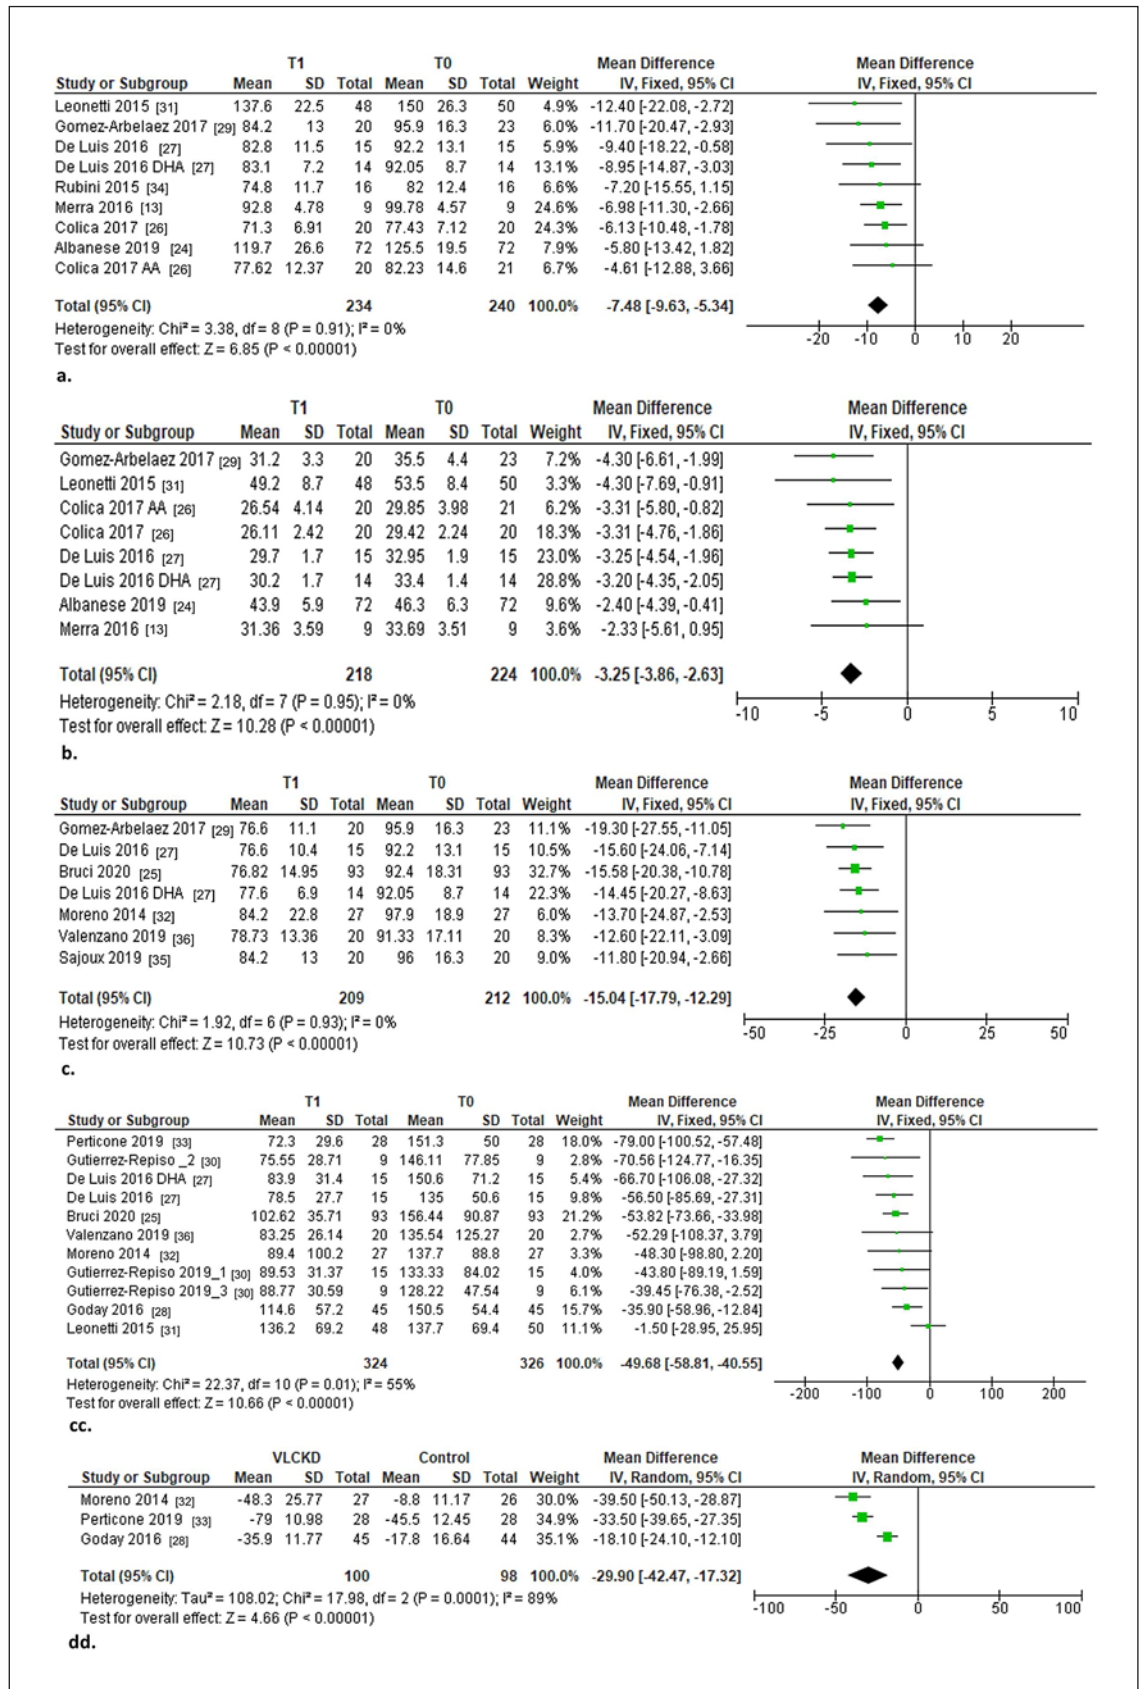 T1 T0 Mean Difference Mean Difference
Study or Subgroup Mean SD Total Mean SD Total Weight IV, Fixed, 95% CI IV, Fixed, 95% CI
Leonetti 2015 [31] 137.6 22.5 48 150 26.3 50 4.9% -12.40 [-22.08, -2.72]
Gomez-Arbelaez 2017 [29] 84.2 13 20 95.9 16.3 23 6.0% -11.70 [-20.47, -2.93]
De Luis 2016 [27] 82.8 11.5 15 92.2 13.1 15 5.9% -9.40 [-18.22, -0.58]
De Luis 2016 DHA [27] 83.1 7.2 14 92.05 8.7 14 13.1% -8.95 [-14.87, -3.03]
Rubini 2015 [34] 74.8 11.7 16 82 12.4 16 6.6% -7.20 [-15.55, 1.15]
Merra 2016 [13] 92.8 4.78 9 99.78 4.57 9 24.6% -6.98 [-11.30, -2.66]
Colica 2017 [26] 71.3 6.91 20 77.43 7.12 20 24.3% -6.13 [-10.48, -1.78]
Albanese 2019 [24] 119.7 26.6 72 125.5 19.5 72 7.9% -5.80 [-13.42, 1.82]
Colica 2017 AA [26] 77.62 12.37 20 82.23 14.6 21 6.7% -4.61 [-12.88, 3.66]
Total (95% CI) 234 240 100.0% -7.48 [-9.63, -5.34]
Heterogeneity: Chi² = 3.38, df = 8 (P = 0.91); I² = 0%
Test for overall effect: Z = 6.85 (P < 0.00001)
-20 -10 0 10 20
a.
T1 T0 Mean Difference Mean Difference
Study or Subgroup Mean SD Total Mean SD Total Weight IV, Fixed, 95% CI IV, Fixed, 95% CI
Gomez-Arbelaez 2017 [29] 31.2 3.3 20 35.5 4.4 23 7.2% -4.30 [-6.61, -1.99]
Leonetti 2015 [31] 49.2 8.7 48 53.5 8.4 50 3.3% -4.30 [-7.69, -0.91]
Colica 2017 AA [26] 26.54 4.14 20 29.85 3.98 21 6.2% -3.31 [-5.80, -0.82]
Colica 2017 [26] 26.11 2.42 20 29.42 2.24 20 18.3% -3.31 [-4.76, -1.86]
De Luis 2016 [27] 29.7 1.7 15 32.95 1.9 15 23.0% -3.25 [-4.54, -1.96]
De Luis 2016 DHA [27] 30.2 1.7 14 33.4 1.4 14 28.8% -3.20 [-4.35, -2.05]
Albanese 2019 [24] 43.9 5.9 72 46.3 6.3 72 9.6% -2.40 [-4.39, -0.41]
Merra 2016 [13] 31.36 3.59 9 33.69 3.51 9 3.6% -2.33 [-5.61, 0.95]
Total (95% CI) 218 224 100.0% -3.25 [-3.86, -2.63]
Heterogeneity: Chi² = 2.18, df = 7 (P = 0.95); I² = 0%
Test for overall effect: Z = 10.28 (P < 0.00001)
-10 -5 0 5 10
b.
T1 T0 Mean Difference Mean Difference
Study or Subgroup Mean SD Total Mean SD Total Weight IV, Fixed, 95% CI IV, Fixed, 95% CI
Gomez-Arbelaez 2017 [29] 76.6 11.1 20 95.9 16.3 23 11.1% -19.30 [-27.55, -11.05]
De Luis 2016 [27] 76.6 10.4 15 92.2 13.1 15 10.5% -15.60 [-24.06, -7.14]
Bruci 2020 [25] 76.82 14.95 93 92.4 18.31 93 32.7% -15.58 [-20.38, -10.78]
De Luis 2016 DHA [27] 77.6 6.9 14 92.05 8.7 14 22.3% -14.45 [-20.27, -8.63]
Moreno 2014 [32] 84.2 22.8 27 97.9 18.9 27 6.0% -13.70 [-24.87, -2.53]
Valenzano 2019 [36] 78.73 13.36 20 91.33 17.11 20 8.3% -12.60 [-22.11, -3.09]
Sajoux 2019 [35] 84.2 13 20 96 16.3 20 9.0% -11.80 [-20.94, -2.66]
Total (95% CI) 209 212 100.0% -15.04 [-17.79, -12.29]
Heterogeneity: Chi² = 1.92, df = 6 (P = 0.93); I² = 0%
Test for overall effect: Z = 10.73 (P < 0.00001)
-50 -25 0 25 50
c.
T1 T0 Mean Difference Mean Difference
Study or Subgroup Mean SD Total Mean SD Total Weight IV, Fixed, 95% CI IV, Fixed, 95% CI
Perticone 2019 [33] 72.3 29.6 28 151.3 50 28 18.0% -79.00 [-100.52, -57.48]
Gutierrez-Repiso _2 [30] 75.55 28.71 9 146.11 77.85 9 2.8% -70.56 [-124.77, -16.35]
De Luis 2016 DHA [27] 83.9 31.4 15 150.6 71.2 15 5.4% -66.70 [-106.08, -27.32]
De Luis 2016 [27] 78.5 27.7 15 135 50.6 15 9.8% -56.50 [-85.69, -27.31]
Bruci 2020 [25] 102.62 35.71 93 156.44 90.87 93 21.2% -53.82 [-73.66, -33.98]
Valenzano 2019 [36] 83.25 26.14 20 135.54 125.27 20 2.7% -52.29 [-108.37, 3.79]
Moreno 2014 [32] 89.4 100.2 27 137.7 88.8 27 3.3% -48.30 [-98.80, 2.20]
Gutierrez-Repiso 2019_1 [30] 89.53 31.37 15 133.33 84.02 15 4.0% -43.80 [-89.19, 1.59]
Gutierrez-Repiso 2019_3 [30] 88.77 30.59 9 128.22 47.54 9 6.1% -39.45 [-76.38, -2.52]
Goday 2016 [28] 114.6 57.2 45 150.5 54.4 45 15.7% -35.90 [-58.96, -12.84]
Leonetti 2015 [31] 136.2 69.2 48 137.7 69.4 50 11.1% -1.50 [-28.95, 25.95]
Total (95% CI) 324 326 100.0% -49.68 [-58.81, -40.55]
Heterogeneity: Chi² = 22.37, df = 10 (P = 0.01); I² = 55%
Test for overall effect: Z = 10.66 (P < 0.00001)
-200 -100 0 100 200
cc.
VLCKD Control Mean Difference Mean Difference
Study or Subgroup Mean SD Total Mean SD Total Weight IV, Random, 95% CI IV, Random, 95% CI
Moreno 2014 [32] -48.3 25.77 27 -8.8 11.17 26 30.0% -39.50 [-50.13, -28.87]
Perticone 2019 [33] -79 10.98 28 -45.5 12.45 28 34.9% -33.50 [-39.65, -27.35]
Goday 2016 [28] -35.9 11.77 45 -17.8 16.64 44 35.1% -18.10 [-24.10, -12.10]
Total (95% CI) 100 98 100.0% -29.90 [-42.47, -17.32]
Heterogeneity: Tau² = 108.02; Chi² = 17.98, df = 2 (P = 0.0001); I² = 89%
Test for overall effect: Z = 4.66 (P < 0.00001)
-100 -50 0 50 100
dd.